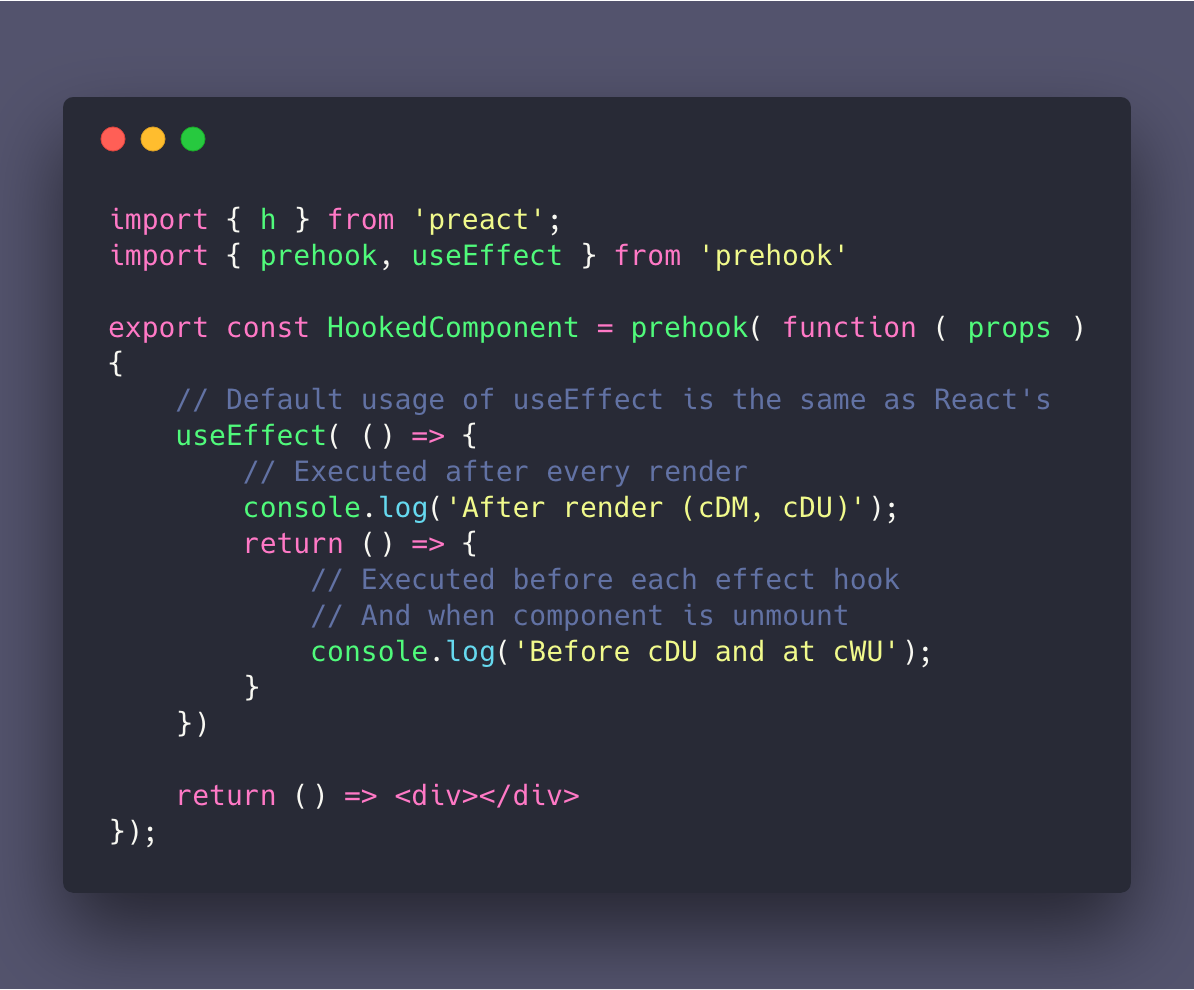 import { h } from 'preact';
import { prehook, useEffect } from 'prehook'

export const HookedComponent = prehook( function ( props )
{
    // Default usage of useEffect is the same as React's
    useEffect( () => {
        // Executed after every render
        console.log('After render (cDM, cDU)');
        return () => {
            // Executed before each effect hook
            // And when component is unmount
            console.log('Before cDU and at cWU');
        }
    })

    return () => <div></div>
});